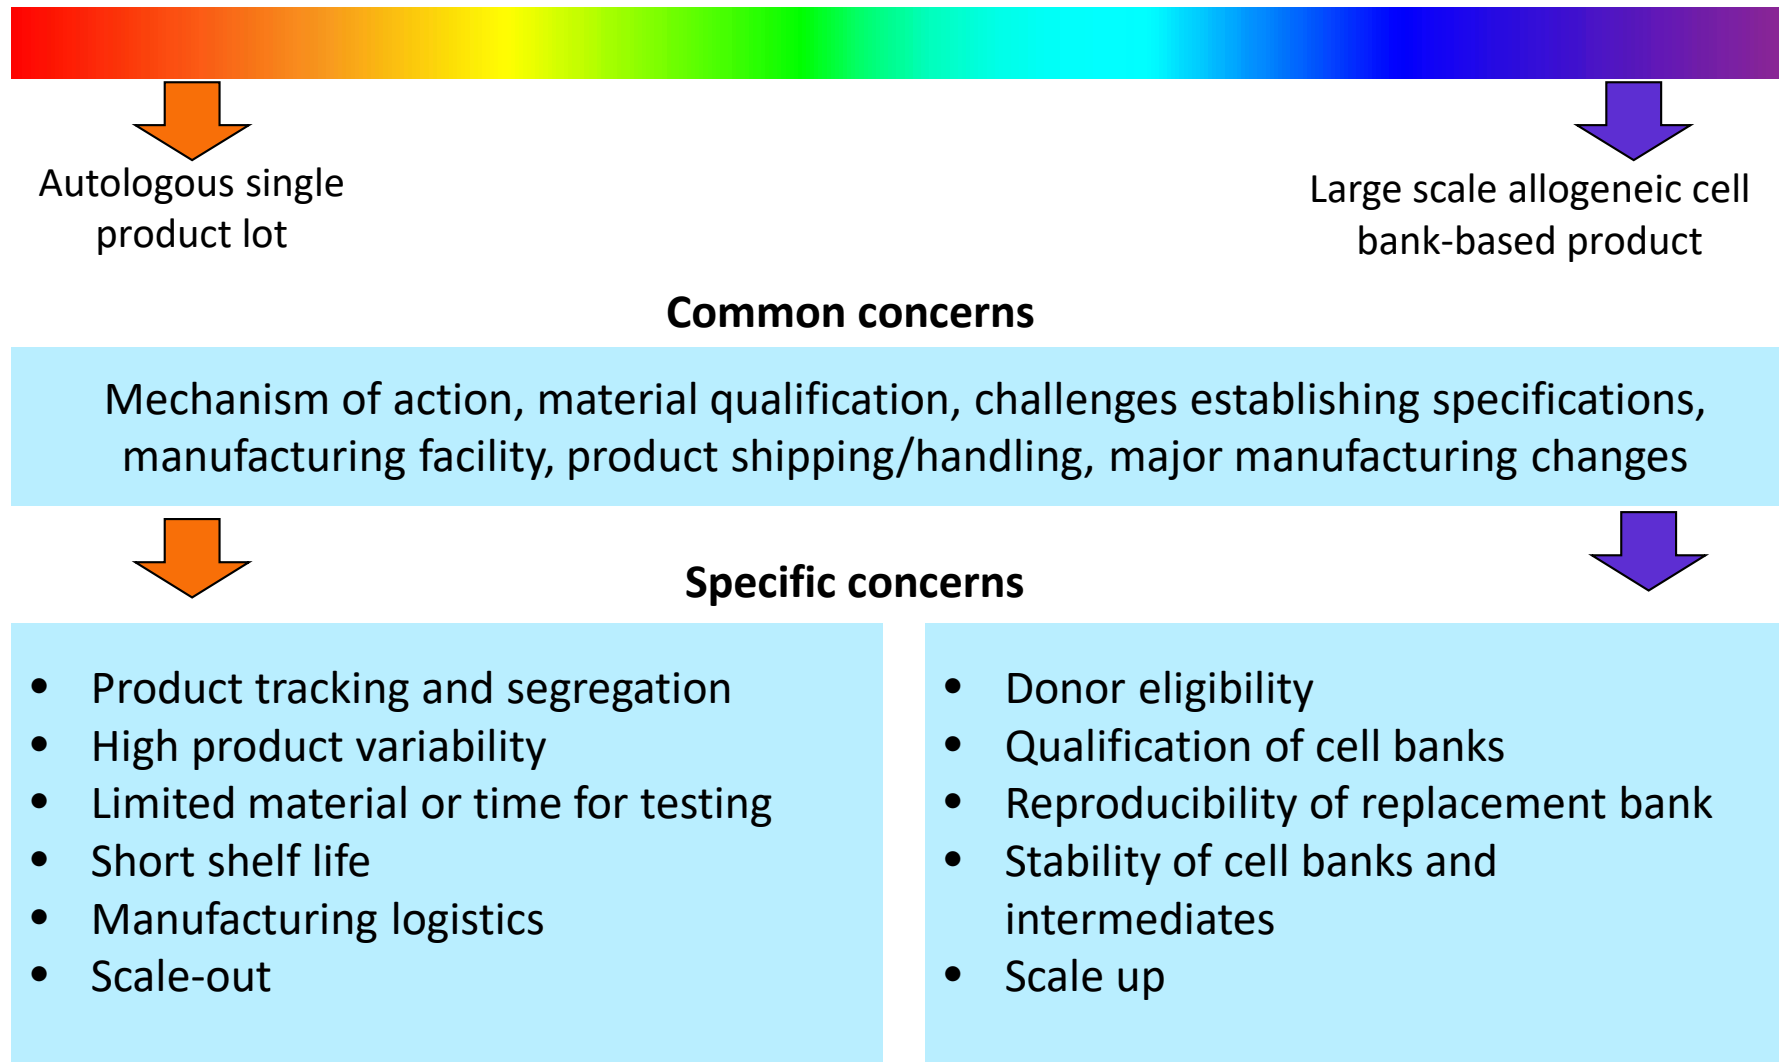 Autologous single
product lot
Large scale allogeneic cell
bank-based product
Common concerns
Mechanism of action, material qualification, challenges establishing specifications,
manufacturing facility, product shipping/handling, major manufacturing changes
Specific concerns
• Product tracking and segregation
• High product variability
• Limited material or time for testing
• Short shelf life
• Manufacturing logistics
• Scale-out
• Donor eligibility
• Qualification of cell banks
• Reproducibility of replacement bank
• Stability of cell banks and
intermediates
• Scale up